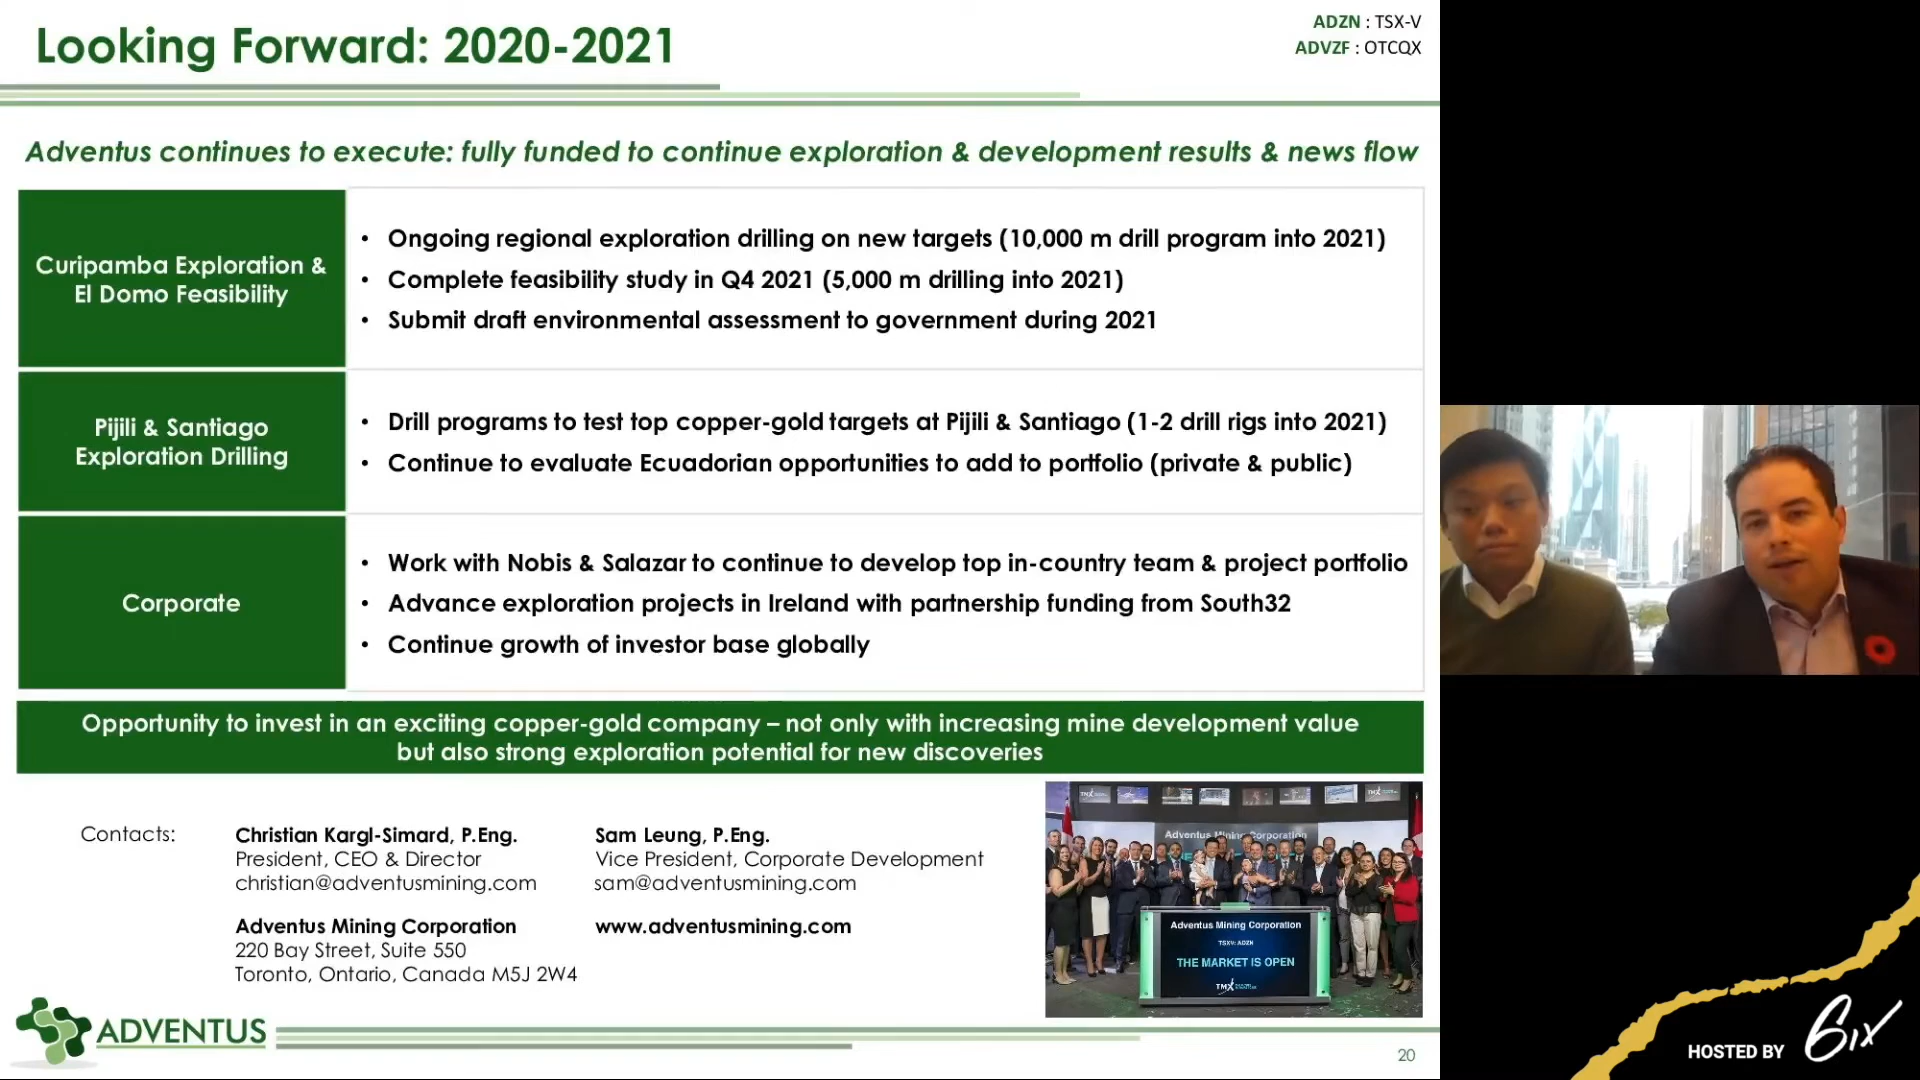 Looking Forward: 2020-2021
ADZN : TSX-V
ADVZF : OTCQX
Adventus continues to execute: fully funded to continue exploration & development results & news flow
Curipamba Exploration &
El Domo Feasibility
• Ongoing regional exploration drilling on new targets (10,000 m drill program into 2021)
• Complete feasibility study in Q4 2021 (5,000 m drilling into 2021)
• Submit draft environmental assessment to government during 2021
Pijili & Santiago
Exploration Drilling
• Drill programs to test top copper-gold targets at Pijili & Santiago (1-2 drill rigs into 2021)
• Continue to evaluate Ecuadorian opportunities to add to portfolio (private & public)
Corporate
• Work with Nobis & Salazar to continue to develop top in-country team & project portfolio
• Advance exploration projects in Ireland with partnership funding from South32
• Continue growth of investor base globally
Opportunity to invest in an exciting copper-gold company – not only with increasing mine development value
but also strong exploration potential for new discoveries
Contacts:
Christian Kargl-Simard, P.Eng.
President, CEO & Director
christian@adventusmining.com
Sam Leung, P.Eng.
Vice President, Corporate Development
sam@adventusmining.com
Adventus Mining Corporation
220 Bay Street, Suite 550
Toronto, Ontario, Canada M5J 2W4
www.adventusmining.com
Adventus Mining Corporation
Adventus Mining Corporation
TSXV: ADZN
THE MARKET IS OPEN
TMX
ADVENTUS
20
HOSTED BY 6ix